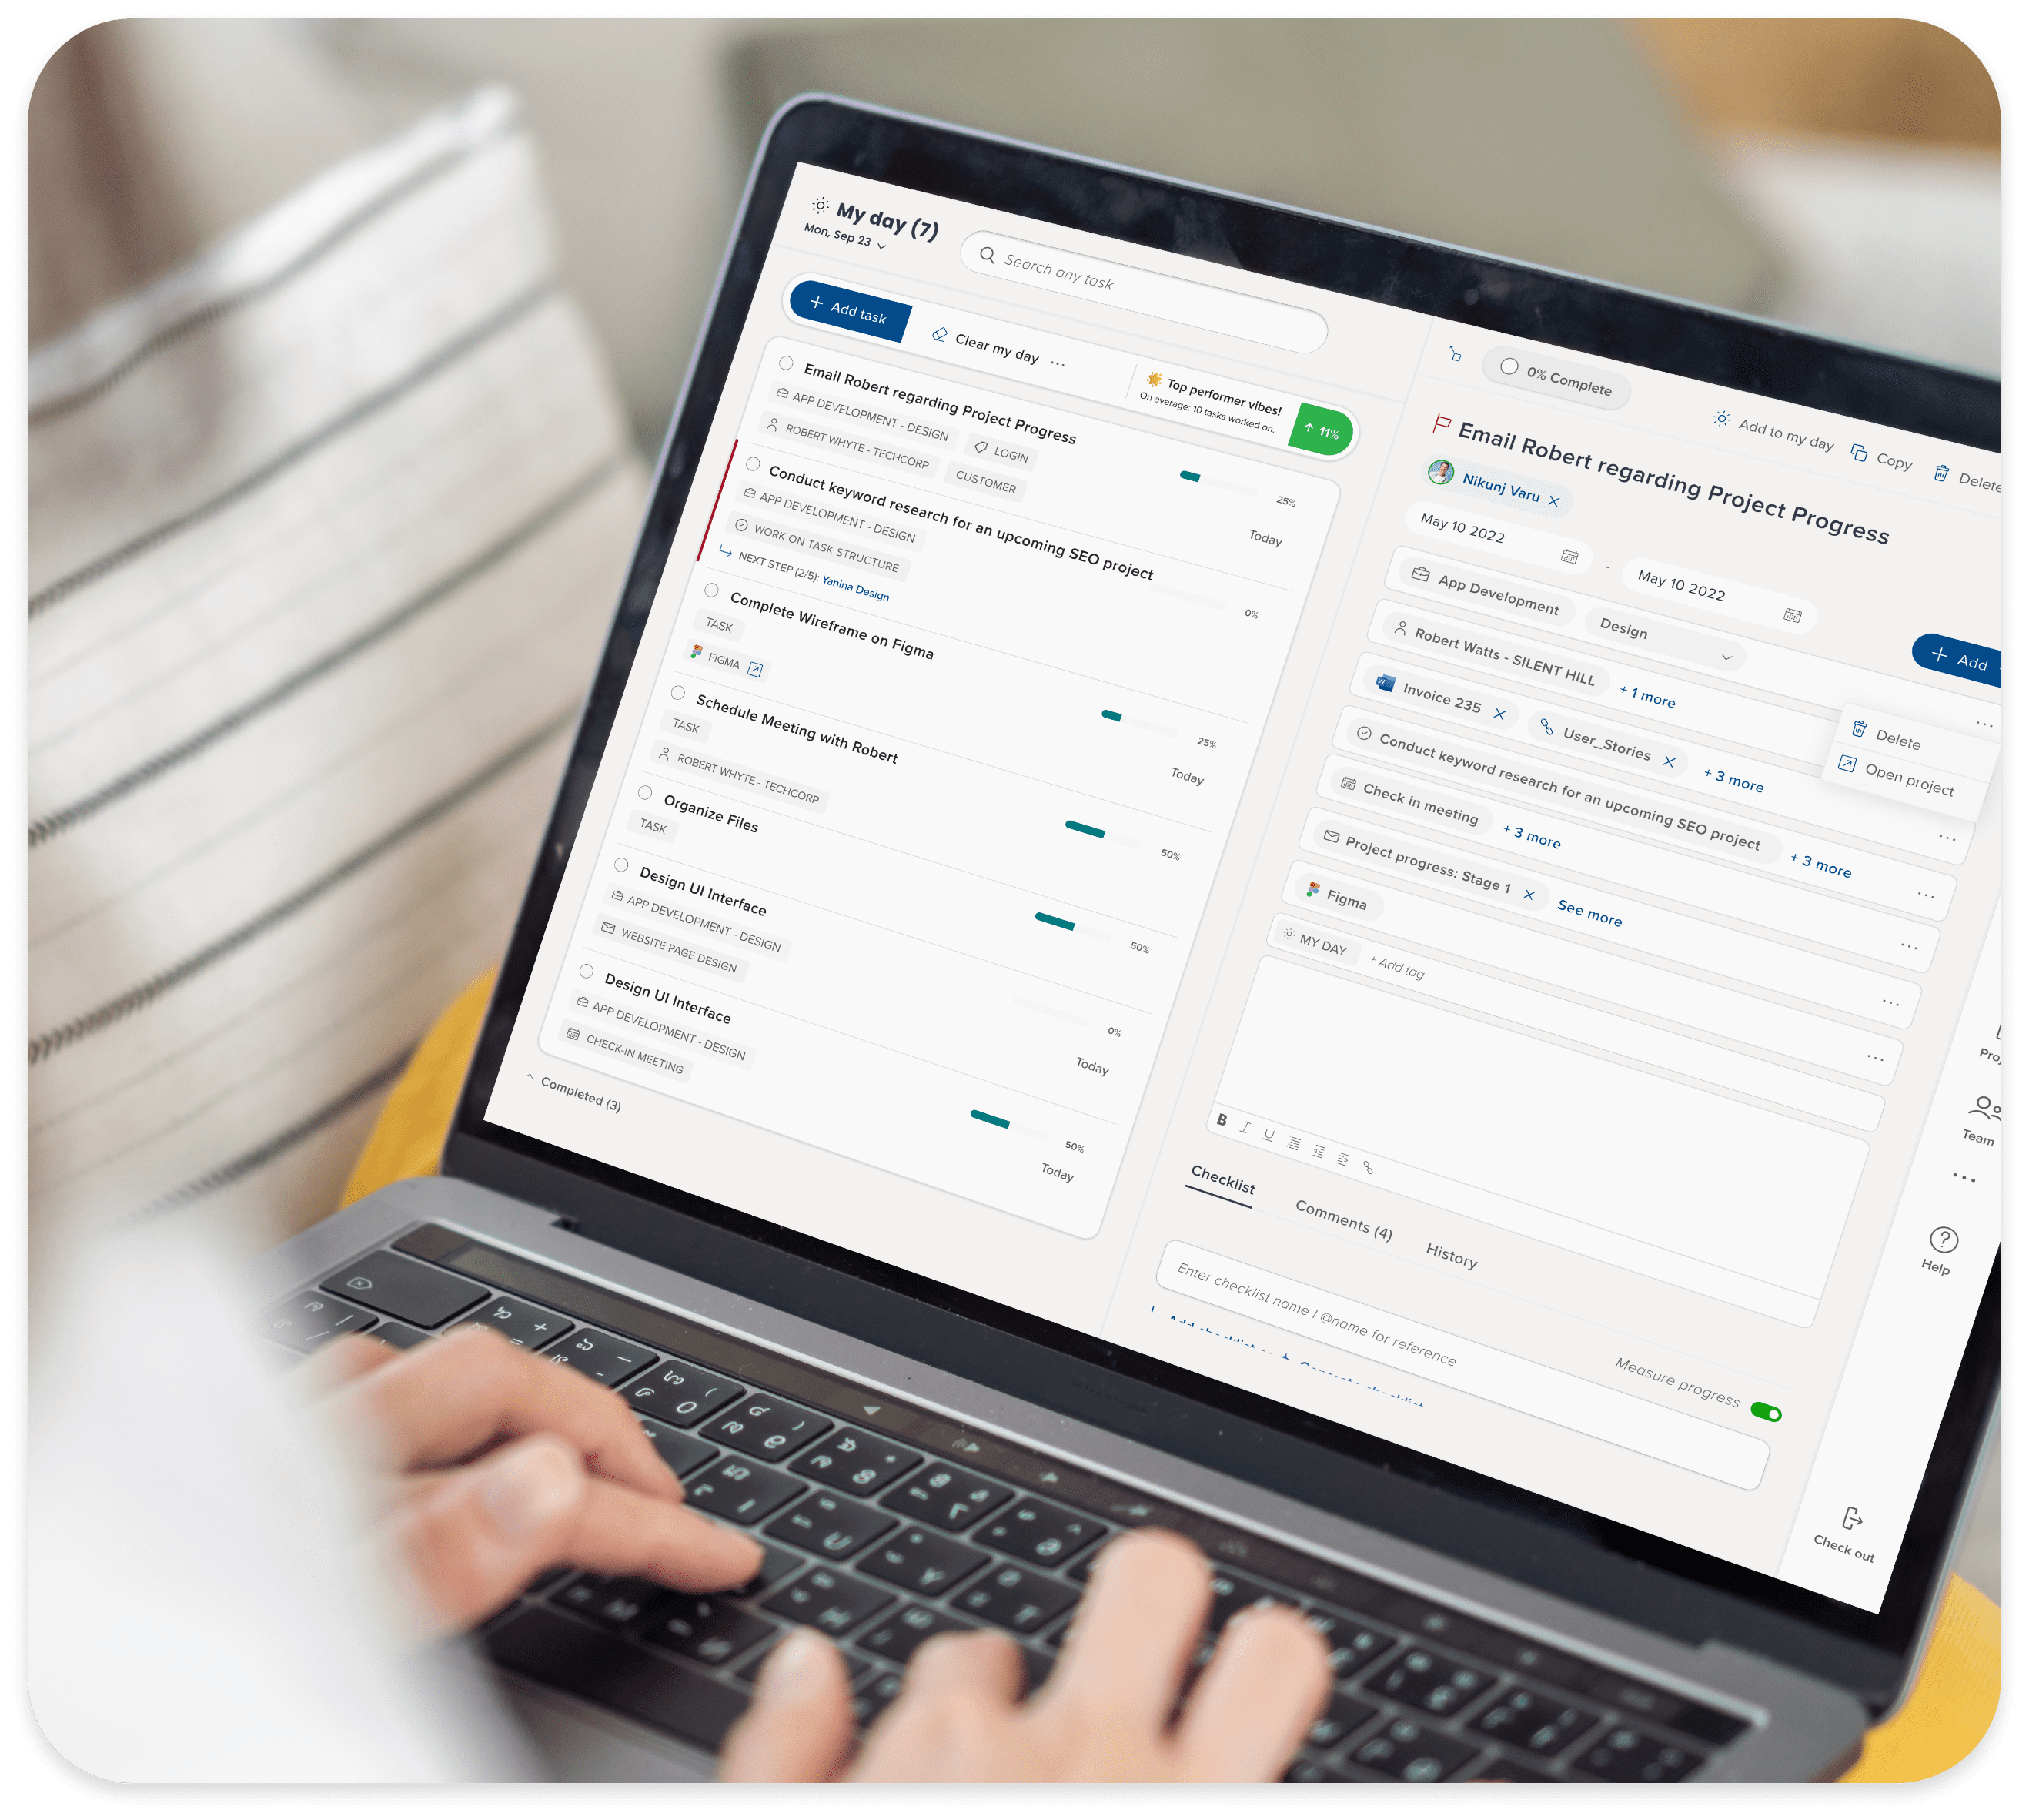 My day (7)
Mon, Sep 23
Search any task
Add task
Clear my day ...
Top performer vibes!
On average: 10 tasks worked on.
11%
Email Robert regarding Project Progress
APP DEVELOPMENT - DESIGN
LOGIN
ROBERT WHYTE - TECHCORP
CUSTOMER
25%
Today
Conduct keyword research for an upcoming SEO project
APP DEVELOPMENT - DESIGN
WORK ON TASK STRUCTURE
NEXT STEP (2/5): Yanina Design
0%
Complete Wireframe on Figma
TASK
FIGMA
25%
Today
Schedule Meeting with Robert
TASK
ROBERT WHYTE - TECHCORP
50%
Organize Files
TASK
50%
Design UI Interface
APP DEVELOPMENT - DESIGN
WEBSITE PAGE DESIGN
0%
Today
Design UI Interface
APP DEVELOPMENT - DESIGN
CHECK-IN MEETING
50%
Today
Completed (3)
0% Complete
Add to my day
Copy
Delete
Email Robert regarding Project Progress
Nikunj Varu
May 10 2022 - May 10 2022
App Development
Design
Add
Robert Watts - SILENT HILL
+ 1 more
Delete
Open project
Invoice 235
User_Stories
+ 3 more
Conduct keyword research for an upcoming SEO project
+ 3 more
Check in meeting
+ 3 more
Project progress: Stage 1
See more
Figma
MY DAY
+ Add tag
B I U
Checklist
Comments (4)
History
Enter checklist name | @name for reference
Measure progress
Team
Help
Check out